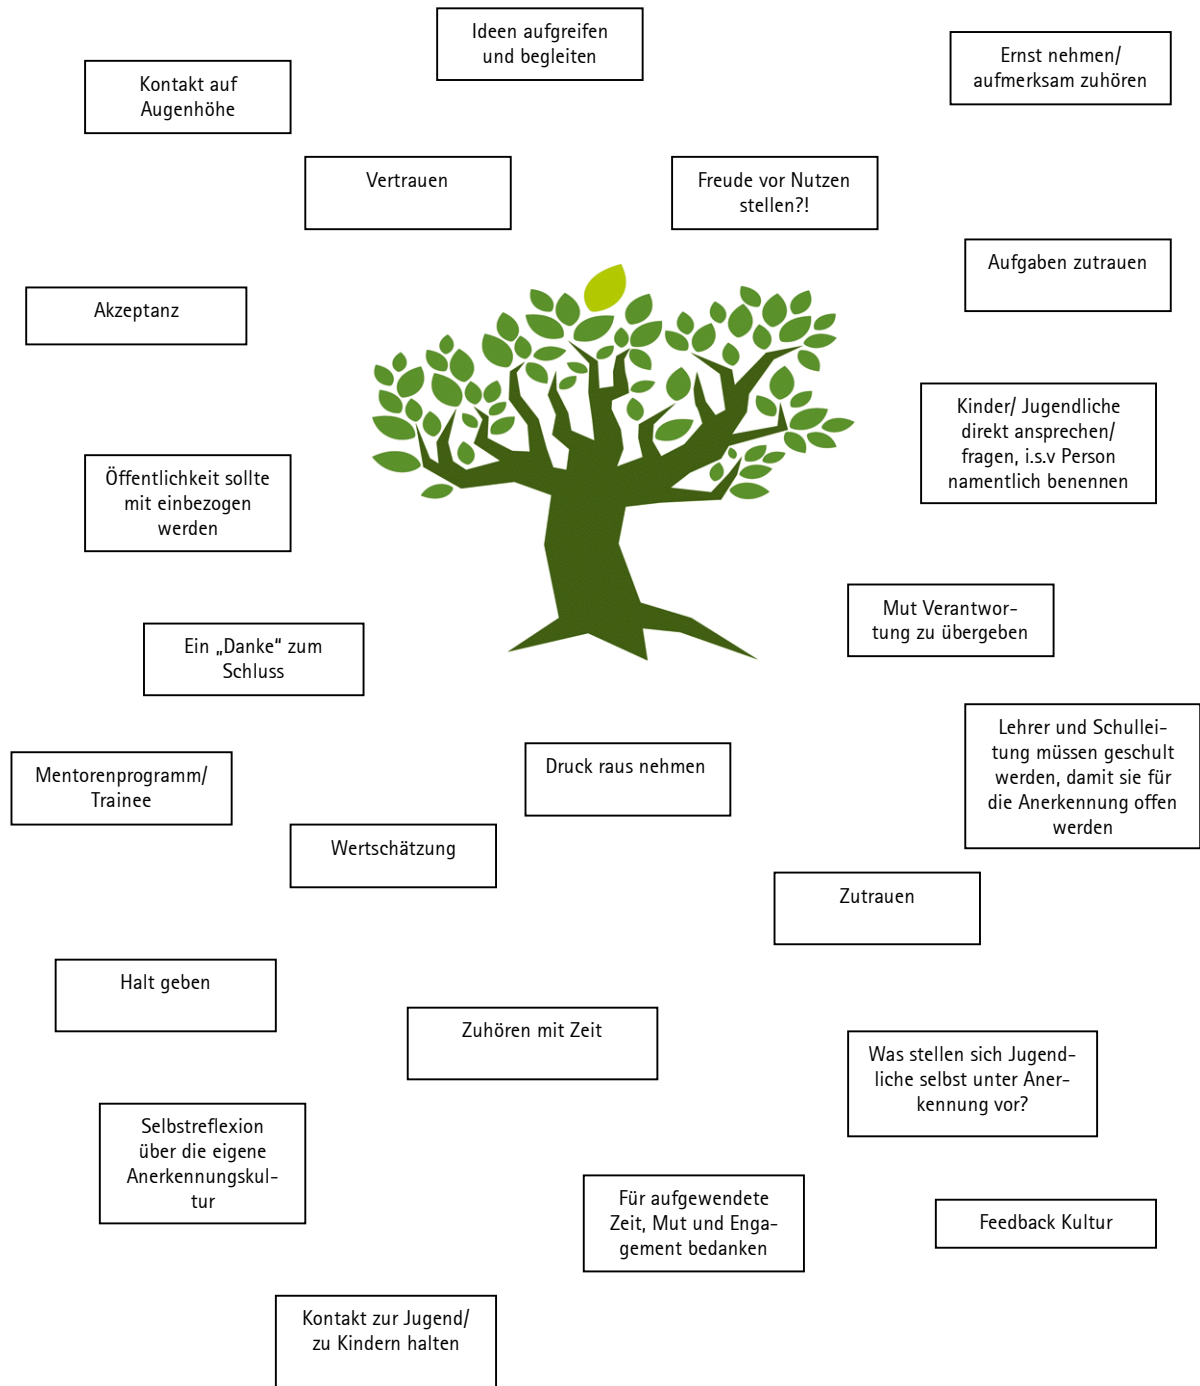 Ideen aufgreifen
und begleiten
Ernst nehmen/
aufmerksam zuhören
Kontakt auf
Augenhöhe
Vertrauen
Freude vor Nutzen
stellen?!
Aufgaben zutrauen
Akzeptanz
Kinder/ Jugendliche
direkt ansprechen/
fragen, i.s.v Person
namentlich benennen
Öffentlichkeit sollte
mit einbezogen
werden
Mut Verantwor-
tung zu übergeben
Ein „Danke“ zum
Schluss
Lehrer und Schullei-
tung müssen geschult
werden, damit sie für
die Anerkennung offen
werden
Druck raus nehmen
Mentorenprogramm/
Trainee
Wertschätzung
Zutrauen
Halt geben
Zuhören mit Zeit
Was stellen sich Jugend-
liche selbst unter Aner-
kennung vor?
Selbstreflexion
über die eigene
Anerkennungskul-
tur
Für aufgewendete
Zeit, Mut und Enga-
gement bedanken
Feedback Kultur
Kontakt zur Jugend/
zu Kindern halten